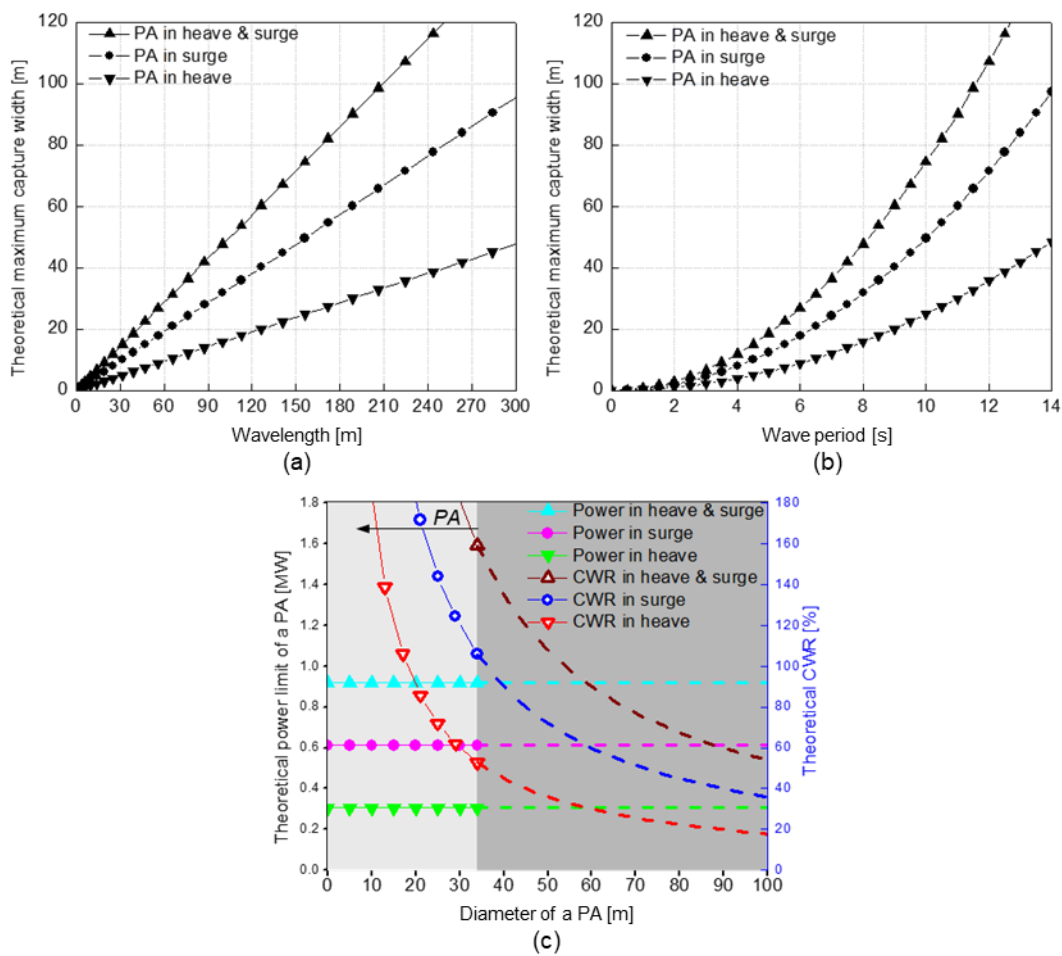 PA in heave & surge
PA in surge
PA in heave
Theoretical maximum capture width [m]
120
100
80
60
40
20
0
0 30 60 90 120 150 180 210 240 270 300
Wavelength [m]
(a)
PA in heave & surge
PA in surge
PA in heave
Theoretical maximum capture width [m]
120
100
80
60
40
20
0
0 2 4 6 8 10 12 14
Wave period [s]
(b)
PA
Power in heave & surge
Power in surge
Power in heave
CWR in heave & surge
CWR in surge
CWR in heave
Theoretical power limit of a PA [MW]
1.8
1.6
1.4
1.2
1.0
0.8
0.6
0.4
0.2
0.0
180
160
140
120
100
80
60
40
20
0
Theoretical CWR [%]
0 10 20 30 40 50 60 70 80 90 100
Diameter of a PA [m]
(c)